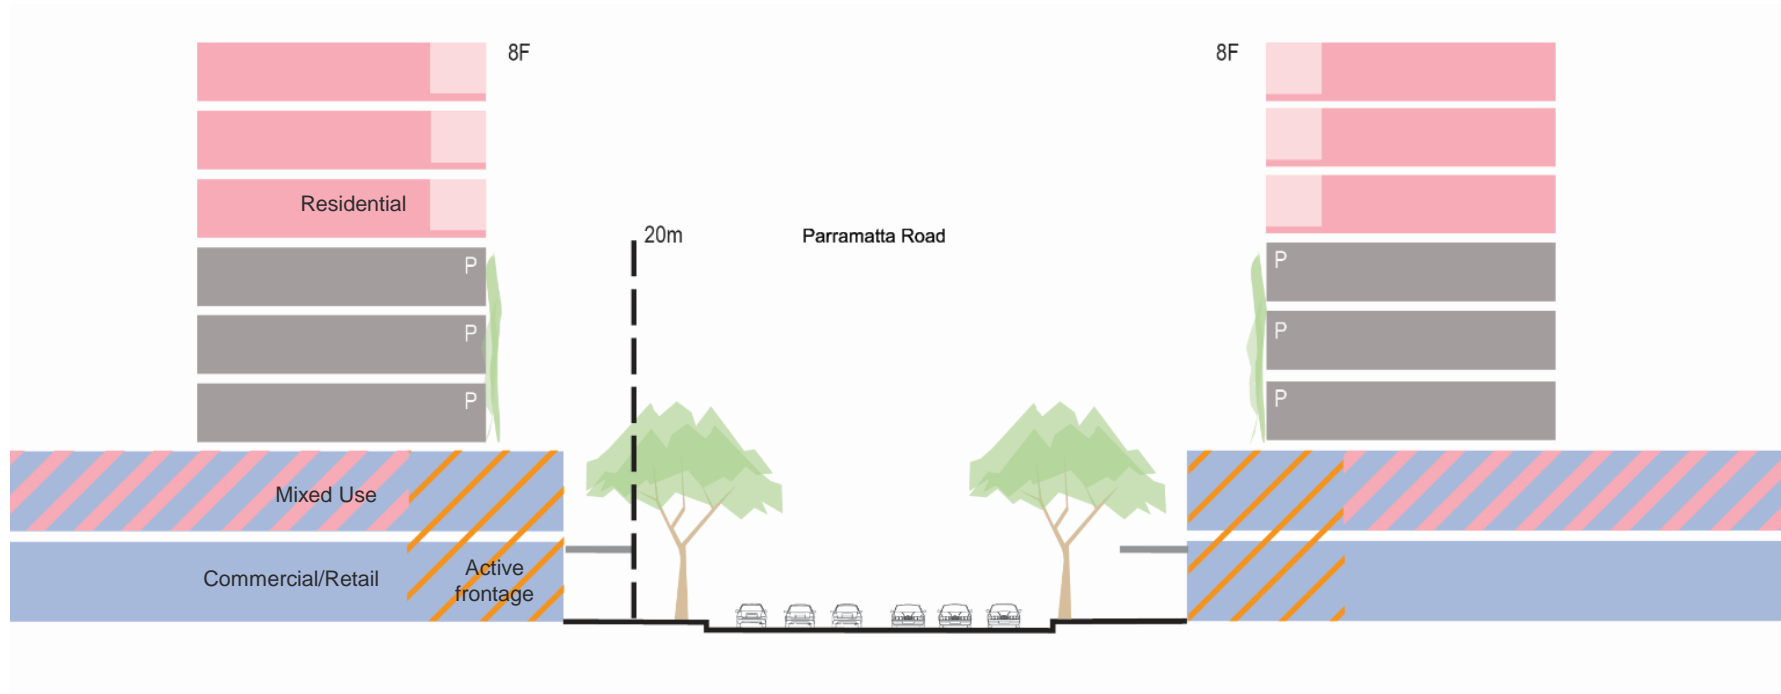 8F
8F
Residential
20m
Parramatta Road
P
P
P
P
P
P
Mixed Use
Commercial/Retail
Active
frontage